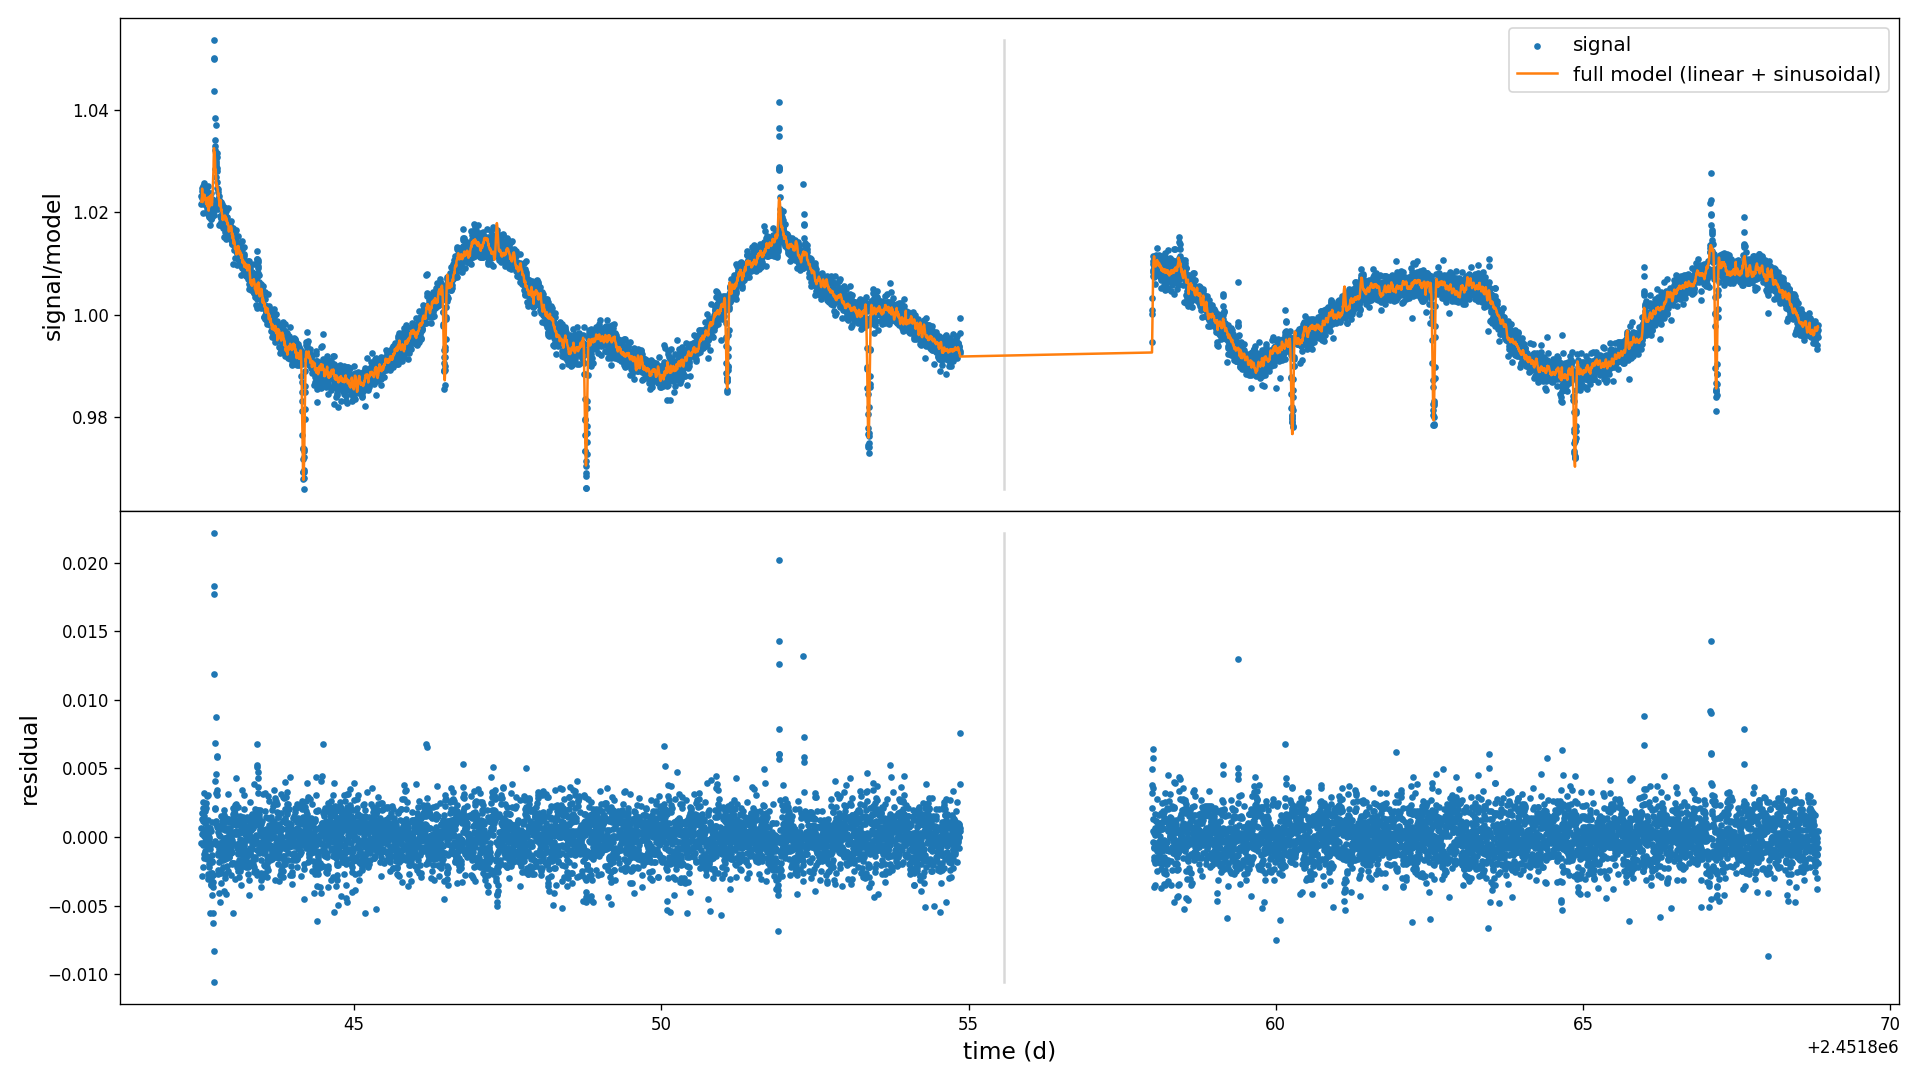 signal
full model (linear + sinusoidal)
signal/model
1.04
1.02
1.00
0.98
residual
0.020
0.015
0.010
0.005
0.000
−0.005
−0.010
45
50
55
60
65
70
time (d)
+2.4518e6